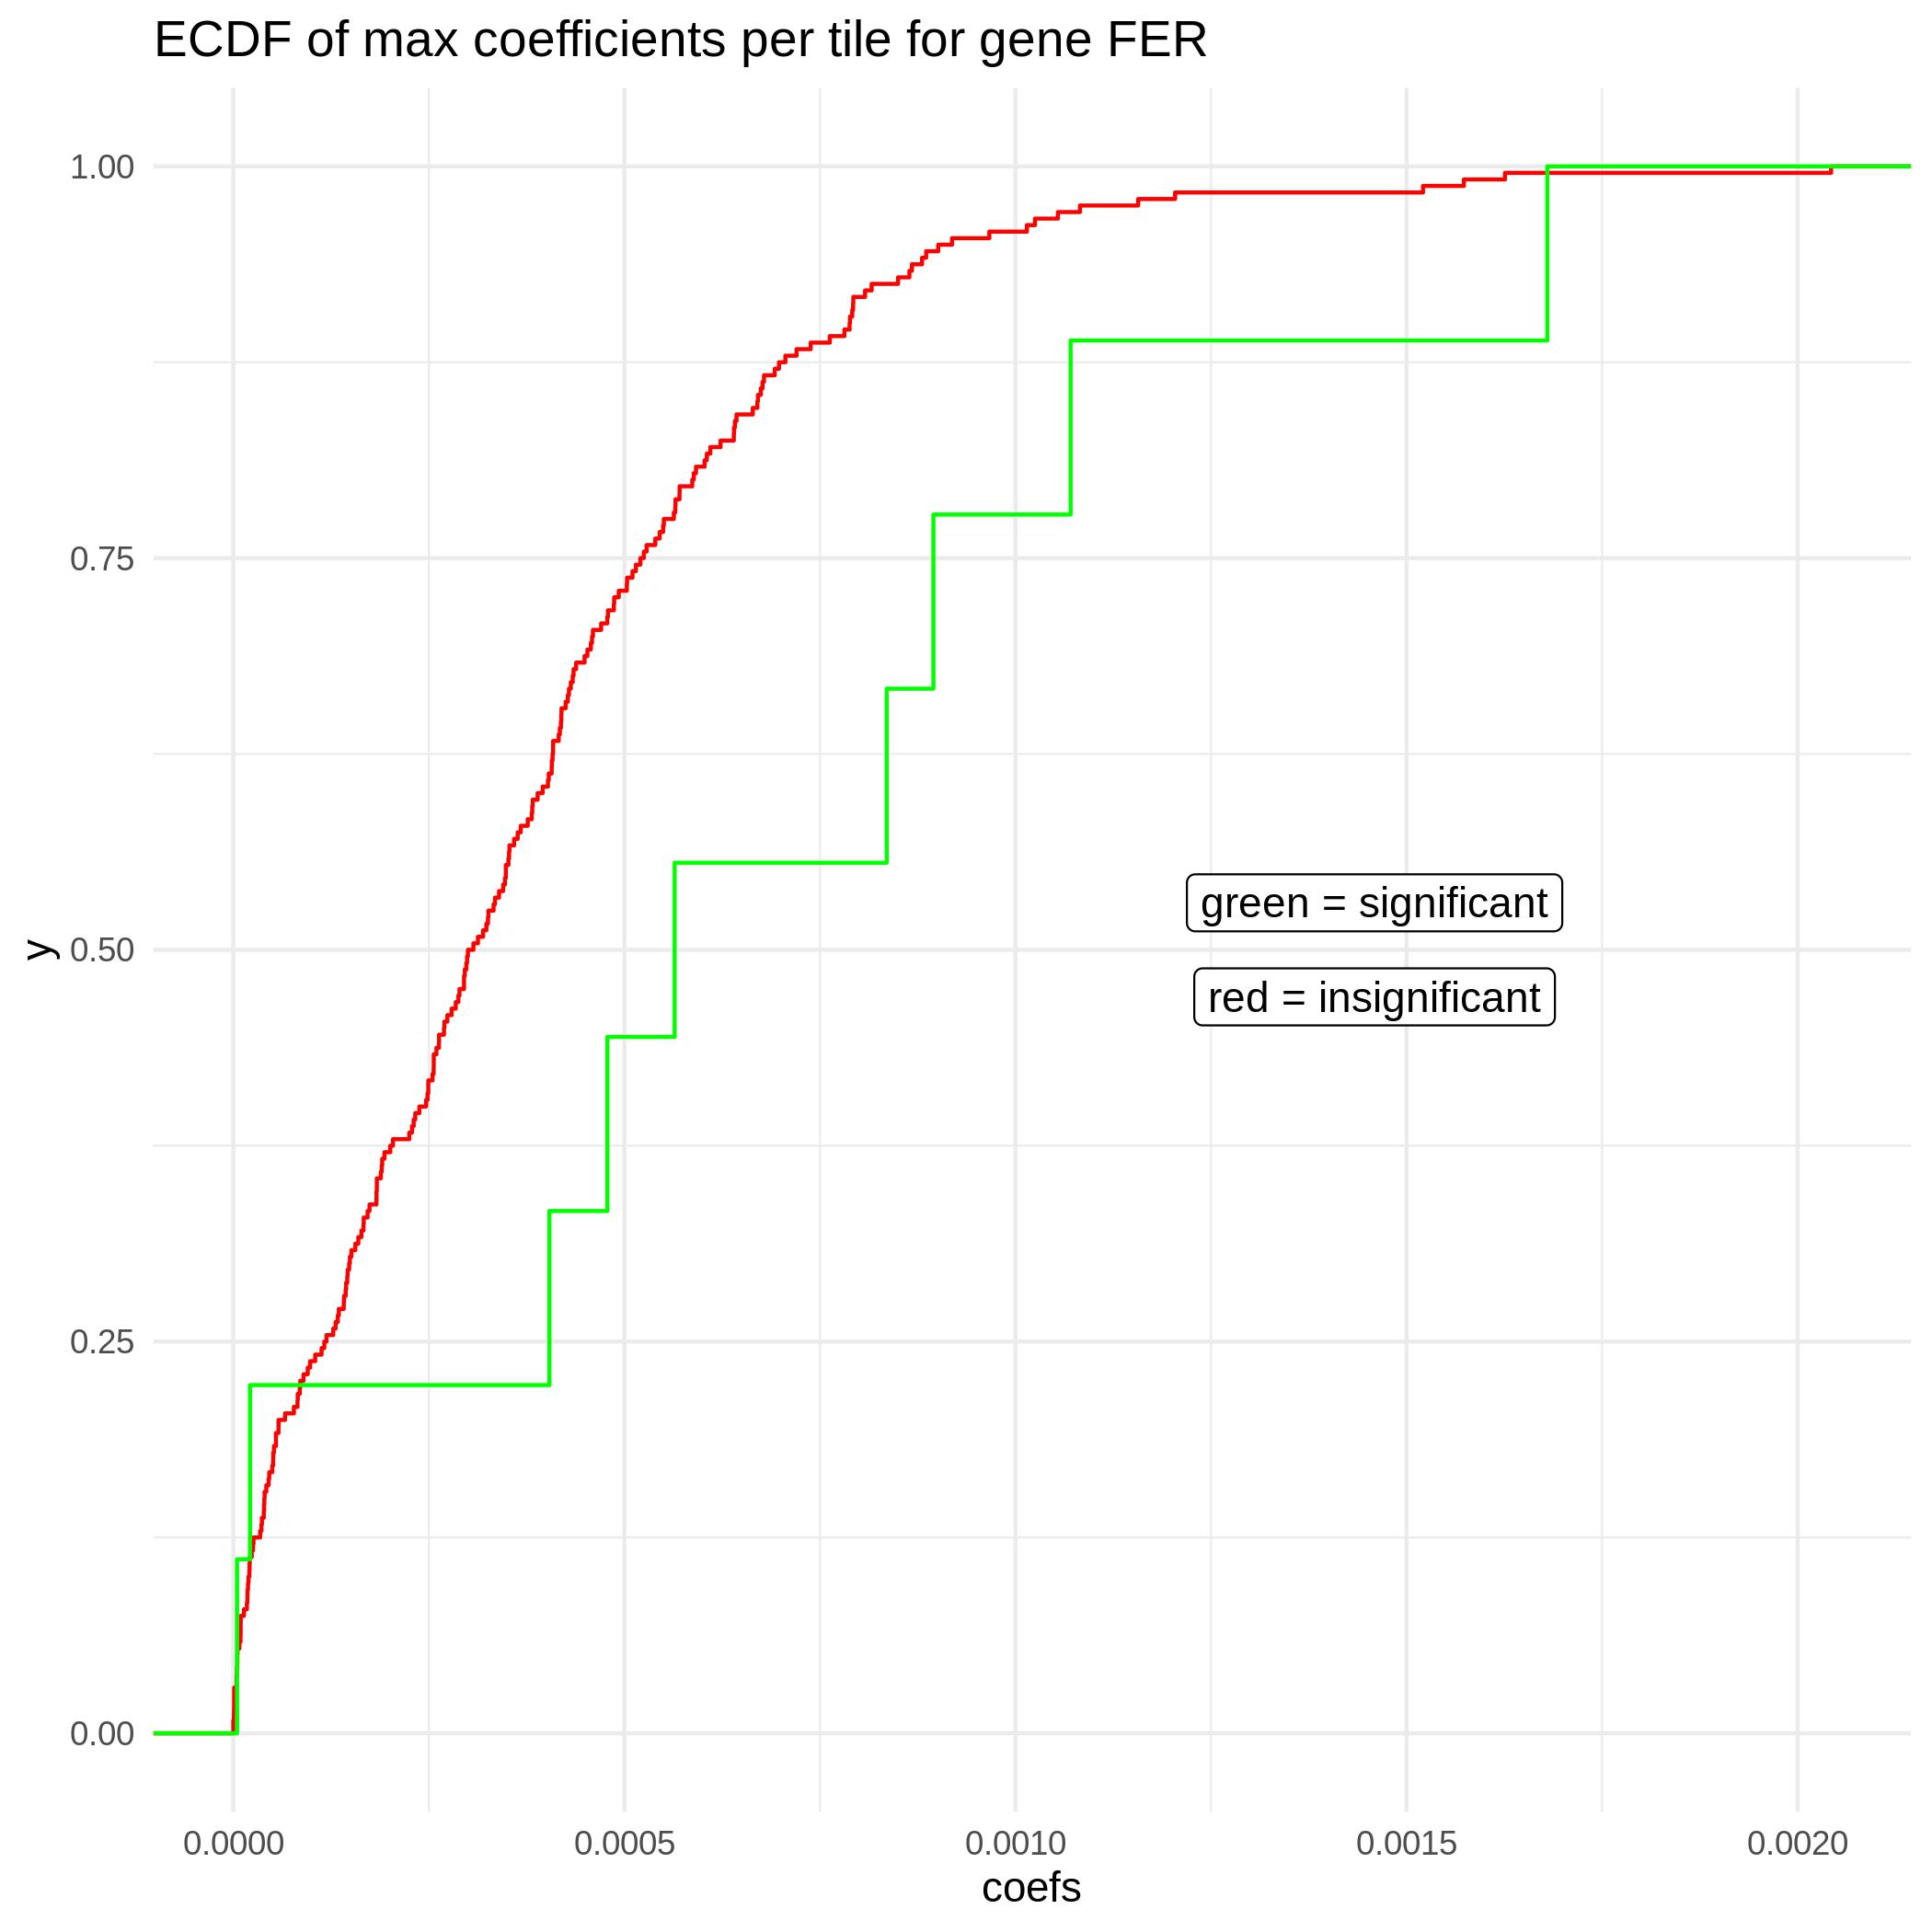 ECDF of max coefficients per tile for gene FER
1.00
0.75
0.50
0.25
0.00
y
green = significant
red = insignificant
0.0000 0.0005 0.0010 0.0015 0.0020
coefs